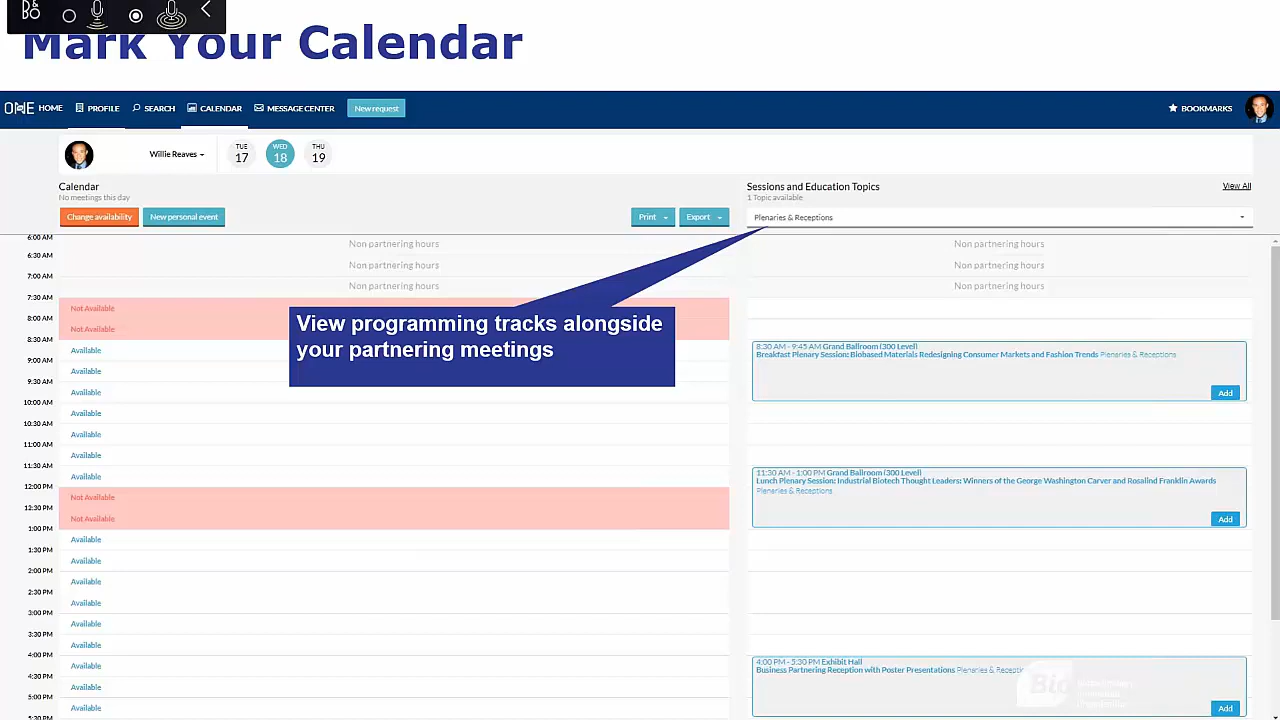 Mark Your Calendar
HOME
PROFILE
SEARCH
CALENDAR
MESSAGE CENTER
New request
BOOKMARKS
Willie Reaves
TUE
17
WED
18
THU
19
Calendar
No meetings this day
Change availability
New personal event
Print
Export
Sessions and Education Topics
View All
1 Topic available
Plenaries & Receptions
6:00 AM
6:30 AM
7:00 AM
7:30 AM
8:00 AM
8:30 AM
9:00 AM
9:30 AM
10:00 AM
10:30 AM
11:00 AM
11:30 AM
12:00 PM
12:30 PM
1:00 PM
1:30 PM
2:00 PM
2:30 PM
3:00 PM
3:30 PM
4:00 PM
4:30 PM
5:00 PM
5:30 PM
Non partnering hours
Non partnering hours
Non partnering hours
Not Available
Not Available
Available
Available
Available
Available
Available
Available
Available
Not Available
Not Available
Available
Available
Available
Available
Available
Available
Available
Available
Available
View programming tracks alongside
your partnering meetings
Non partnering hours
Non partnering hours
Non partnering hours
8:30 AM - 9:45 AM Grand Ballroom (300 Level)
Breakfast Plenary Session: Biobased Materials Redesigning Consumer Markets and Fashion Trends Plenaries & Receptions
Add
11:30 AM - 1:00 PM Grand Ballroom (300 Level)
Lunch Plenary Session: Industrial Biotech Thought Leaders: Winners of the George Washington Carver and Rosalind Franklin Awards
Plenaries & Receptions
Add
4:00 PM - 5:30 PM Exhibit Hall
Business Partnering Reception with Poster Presentations Plenaries &
Add